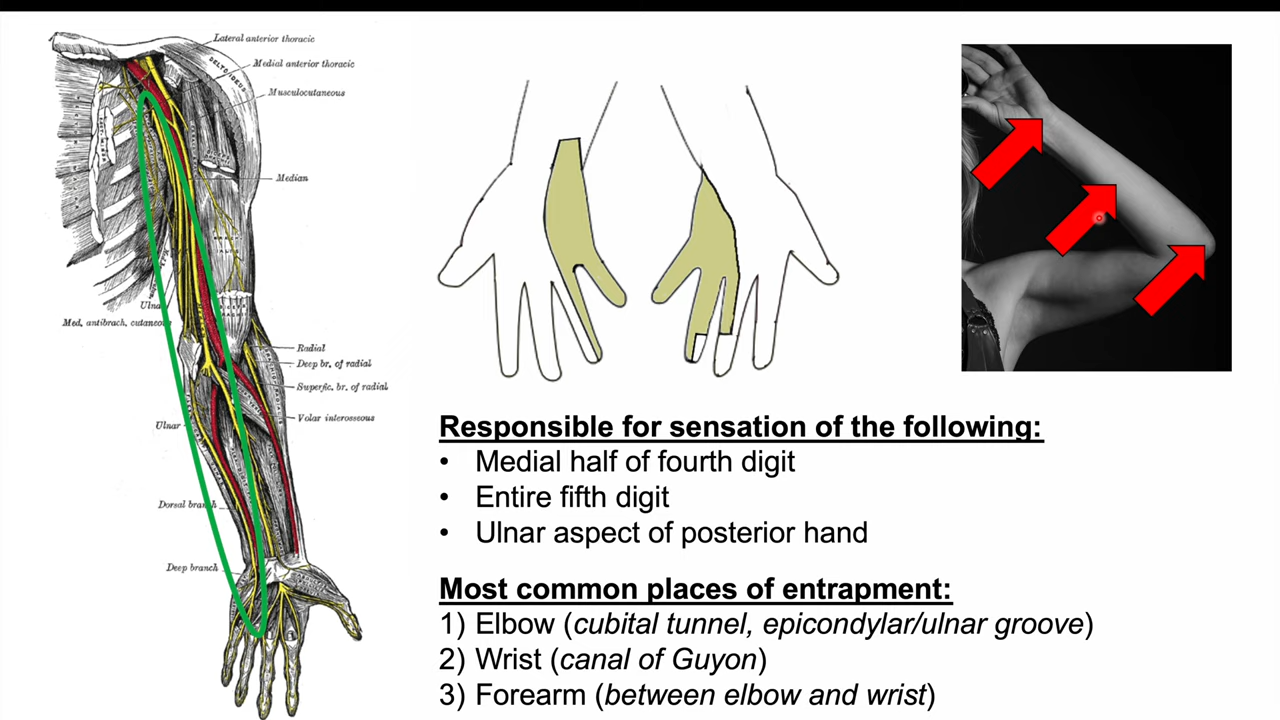 Lateral anterior thoracic
DELTOIDEUS
Medial anterior thoracic
Musculocutaneous
Median
Ulnar
Med. antibrach. cutaneous
Radial
Deep br. of radial
Superfic. br. of radial
Volar interosseous
Ulnar
Dorsal branch
Deep branch
Responsible for sensation of the following:
• Medial half of fourth digit
• Entire fifth digit
• Ulnar aspect of posterior hand
Most common places of entrapment:
1) Elbow (cubital tunnel, epicondylar/ulnar groove)
2) Wrist (canal of Guyon)
3) Forearm (between elbow and wrist)